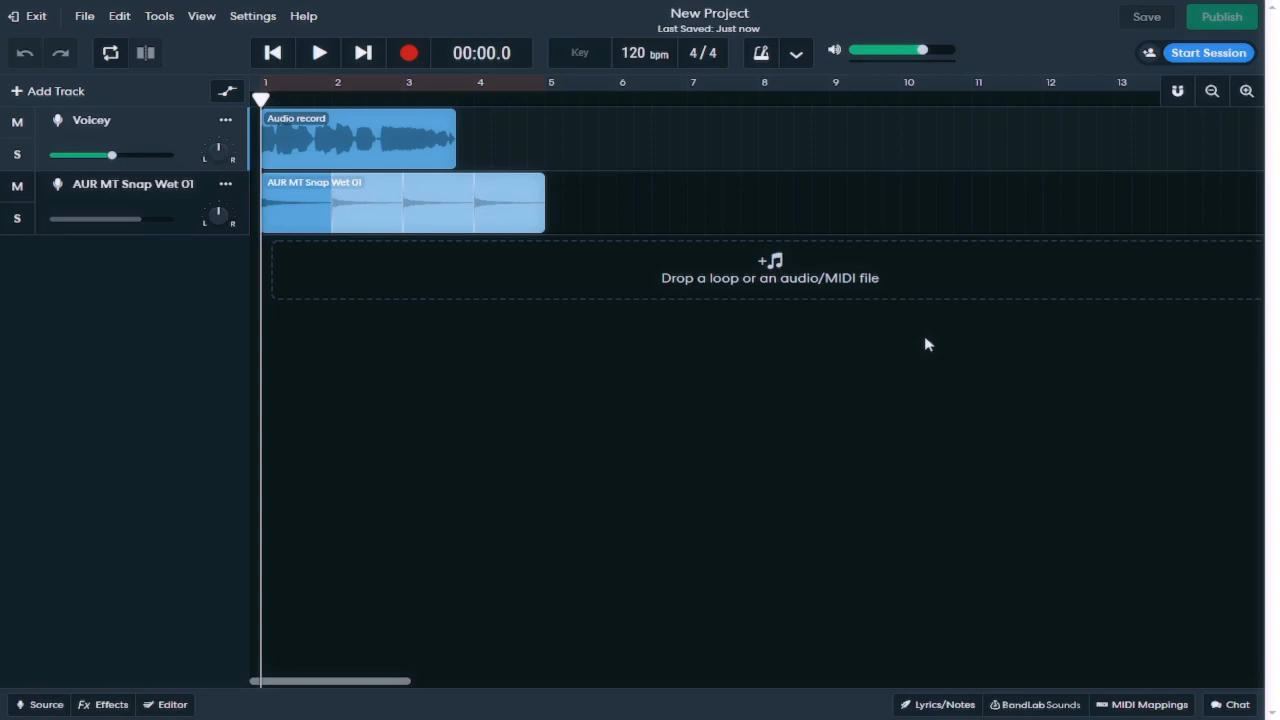 Exit File Edit Tools View Settings Help
New Project
Last Saved: Just now
Save Publish
00:00.0 Key 120 bpm 4/4
Start Session
+ Add Track
1 2 3 4 5 6 7 8 9 10 11 12 13
M Voicey
S L R
Audio record
M AUR MT Snap Wet 01
S L R
AUR MT Snap Wet 01
Drop a loop or an audio/MIDI file
Source Fx Effects Editor
Lyrics/Notes BandLab Sounds MIDI Mappings Chat